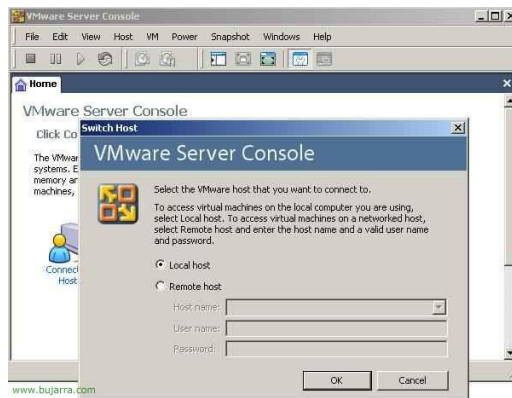 VMware Server Console
File Edit View Host VM Power Snapshot Windows Help
Home
VMware Server Console
Click Co
Switch Host
VMware Server Console
The VMwar
systems. E
memory ar
machines,
Select the VMware host that you want to connect to.
To access virtual machines on the local computer you are using,
select Local host. To access virtual machines on a networked host,
select Remote host and enter the host name and a valid user name
and password.
Connect
Host
Local host
Remote host
Host name:
User name:
Password:
OK Cancel
www.bujarra.com